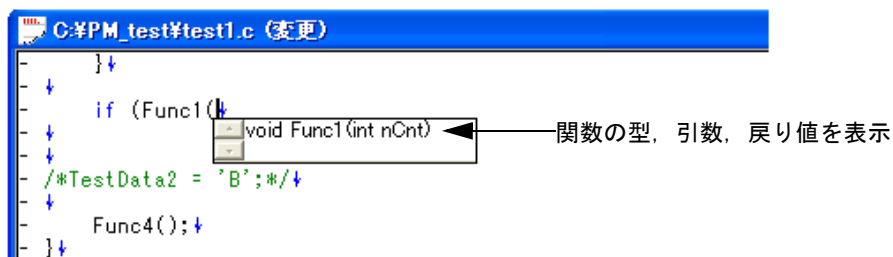 C:¥PM_test¥test1.c (変更)
-     }↓
- ↓
-     if (Func1(↓
void Func1(int nCnt)
関数の型，引数，戻り値を表示
- ↓
- ↓
- /*TestData2 = 'B';*/↓
- ↓
-     Func4();↓
- }↓